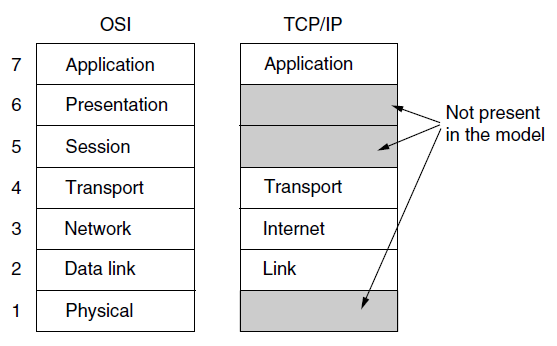 OSI TCP/IP
7 Application Application
6 Presentation
Not present
in the model
5 Session
4 Transport Transport
3 Network Internet
2 Data link Link
1 Physical